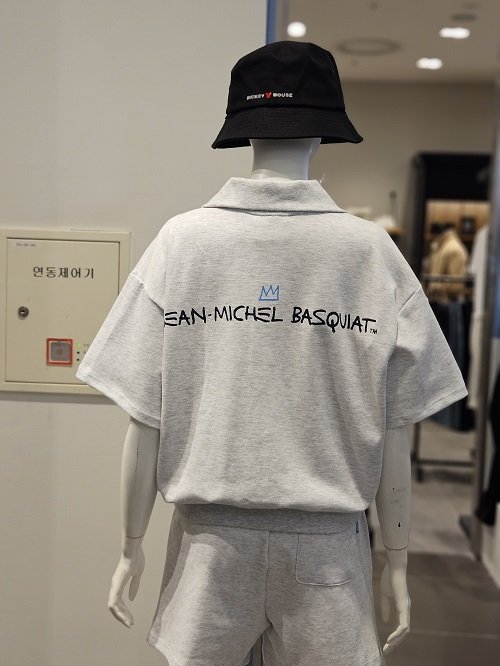 MICKEY MOUSE
연동제어기
EAN-MICHEL BASQUIAT™